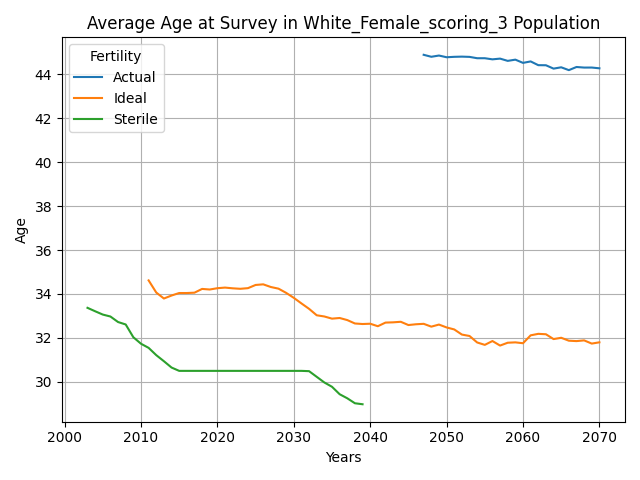 Average Age at Survey in White_Female_scoring_3 Population
Fertility
Actual
Ideal
Sterile
Age
44
42
40
38
36
34
32
30
2000
2010
2020
2030
2040
2050
2060
2070
Years